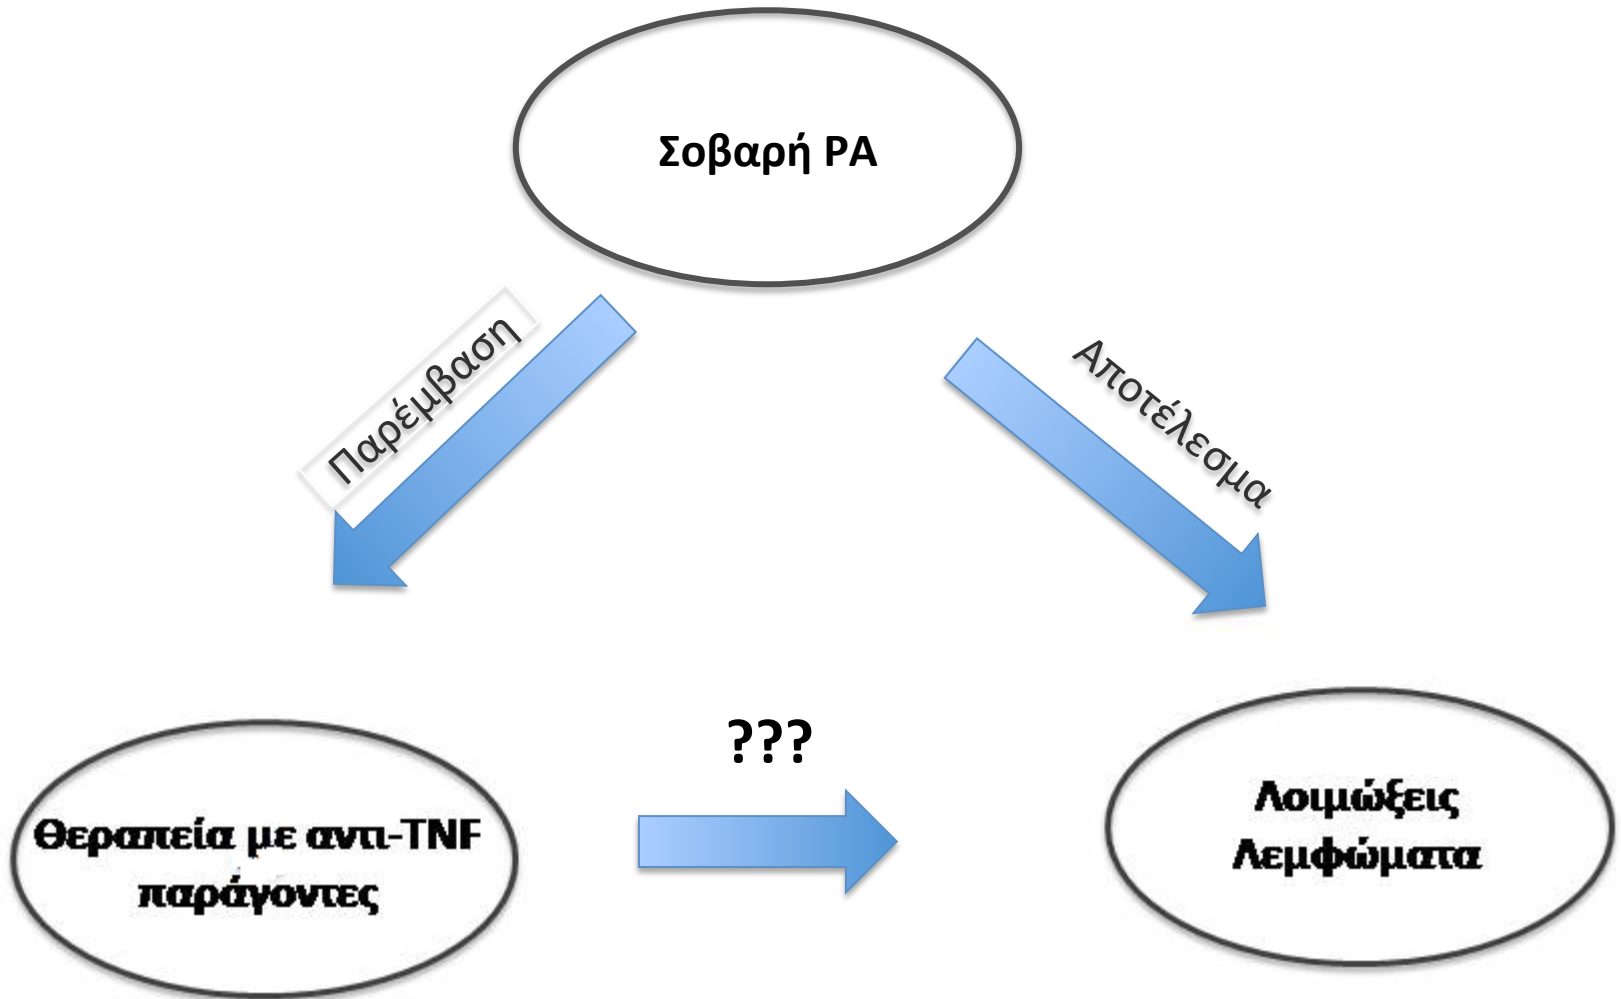 Σοβαρή ΡΑ
Παρέμβαση
Αποτέλεσμα
???
Θεραπεία με αντι-TNF
παράγοντες
Λοιμώξεις
Λεμφώματα